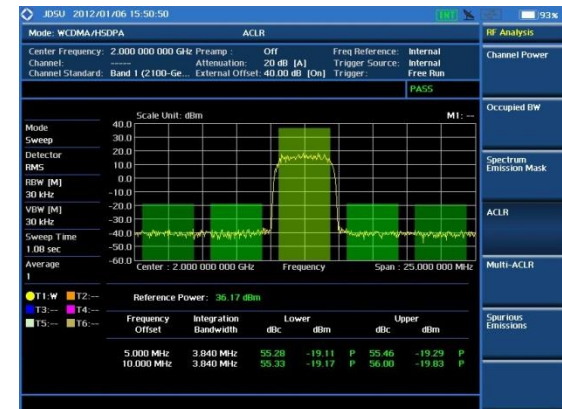 JDSU 2012/01/06 15:50:50 INT 93%
Mode: WCDMA/HSDPA ACLR RF Analysis
Center Frequency: 2.000 000 000 GHz Preamp : Off Freq Reference: Internal
Channel: ----- Attenuation: 20 dB [A] Trigger Source: Internal
Channel Standard: Band 1 (2100-Ge... External Offset: 40.00 dB [On] Trigger: Free Run
PASS
Channel Power
Occupied BW
Spectrum
Emission Mask
ACLR
Multi-ACLR
Spurious
Emissions
Scale Unit: dBm M1: --
Mode
Sweep
Detector
RMS
RBW [M]
30 kHz
VBW [M]
30 kHz
Sweep Time
1.08 sec
Average
1
40.0
30.0
20.0
10.0
0.0
-10.0
-20.0
-30.0
-40.0
-50.0
-60.0
Center : 2.000 000 000 GHz Frequency Span : 25.000 000 MHz
T1:W T2:--
T3:-- T4:--
T5:-- T6:--
Reference Power: 36.17 dBm
Frequency Integration Lower Upper
Offset Bandwidth dBc dBm dBc dBm
5.000 MHz 3.840 MHz 55.28 -19.11 P 55.46 -19.29 P
10.000 MHz 3.840 MHz 55.33 -19.17 P 56.00 -19.83 P